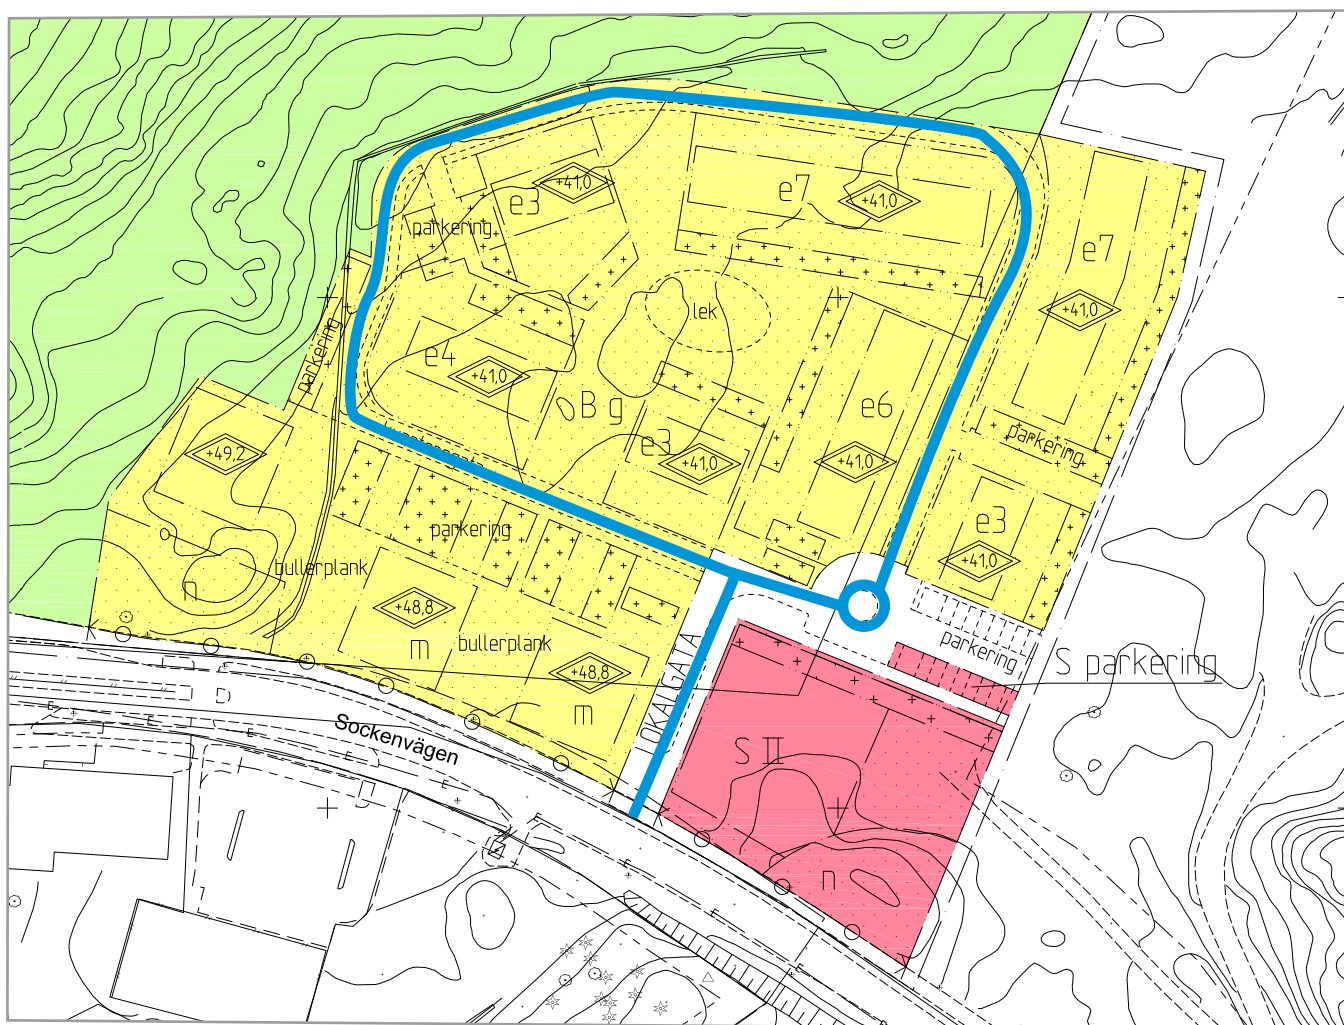 e3
+41,0
e7
+41,0
parkering
e7
+41,0
lek
parkering
e4
+41,0
B g
e6
e3
+41,0
+41,0
parkering
+49,2
e3
+41,0
parkering
bullerplank
n
+48,8
m
bullerplank
+48,8
m
parkering
S parkering
LOKALGATA
Sockenvägen
S II
n
E
E
E
E
E
E
E
E